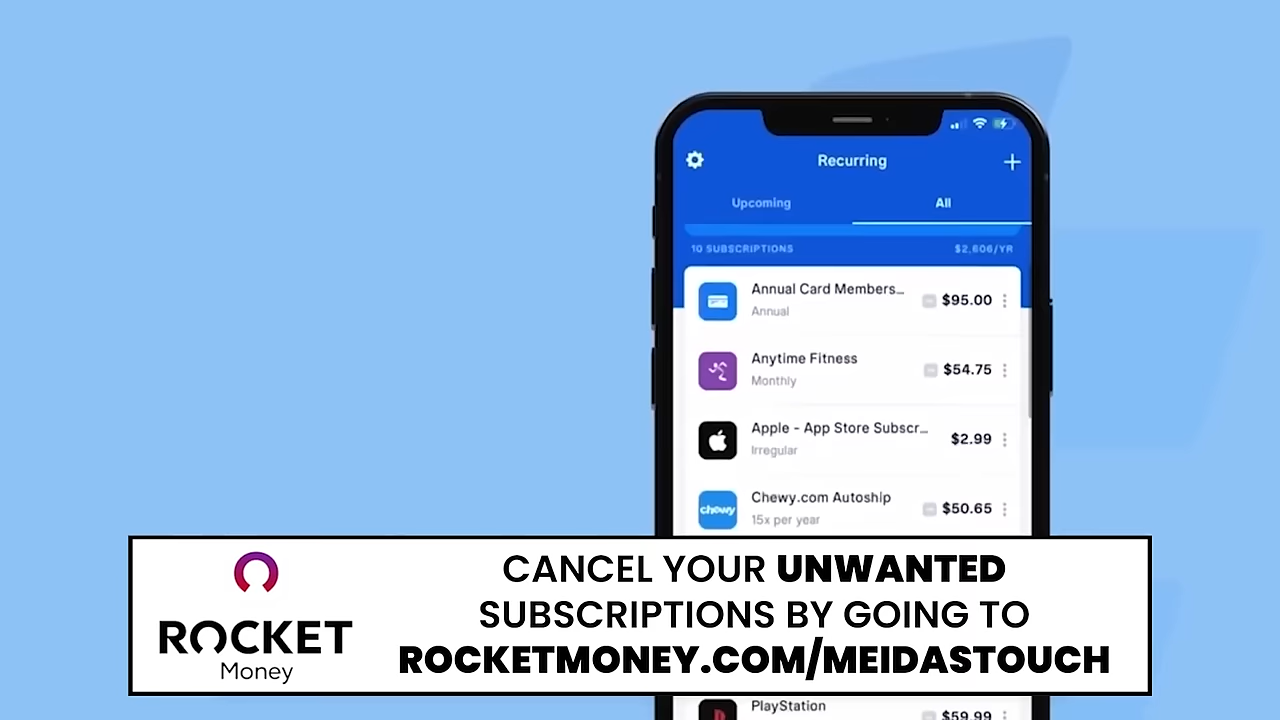 Recurring
Upcoming
All
10 SUBSCRIPTIONS
$2,606/YR
Annual Card Members…
$95.00
Annual
Anytime Fitness
$54.75
Monthly
Apple - App Store Subscr…
$2.99
Irregular
chewy
Chewy.com Autoship
$50.65
15x per year
ROCKET
Money
CANCEL YOUR UNWANTED
SUBSCRIPTIONS BY GOING TO
ROCKETMONEY.COM/MEIDASTOUCH
PlayStation
$59.99